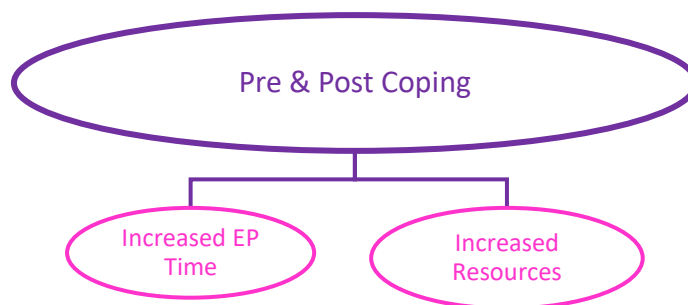 Pre & Post Coping
Increased EP
Time
Increased
Resources